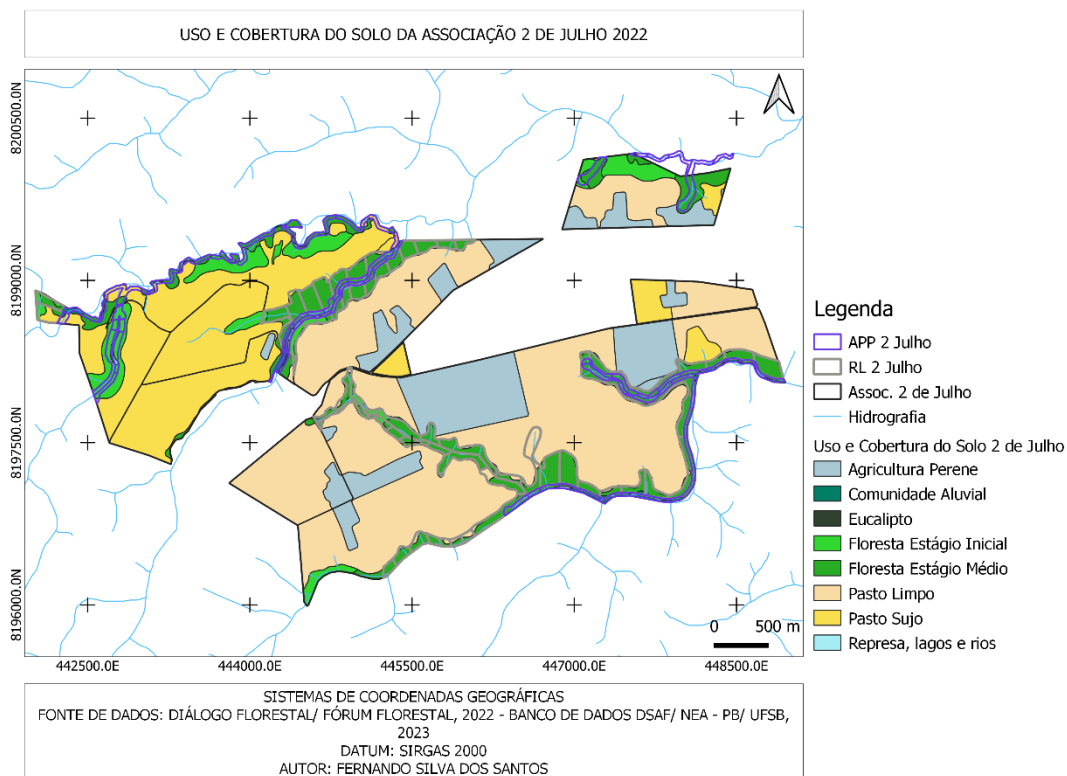 USO E COBERTURA DO SOLO DA ASSOCIAÇÃO 2 DE JULHO 2022
8200500.0N
8199000.0N
8197500.0N
8196000.0N
442500.0E
444000.0E
445500.0E
447000.0E
448500.0E
0 500 m
Legenda
APP 2 Julho
RL 2 Julho
Assoc. 2 de Julho
Hidrografia
Uso e Cobertura do Solo 2 de Julho
Agricultura Perene
Comunidade Aluvial
Eucalipto
Floresta Estágio Inicial
Floresta Estágio Médio
Pasto Limpo
Pasto Sujo
Represa, lagos e rios
SISTEMAS DE COORDENADAS GEOGRÁFICAS
FONTE DE DADOS: DIÁLOGO FLORESTAL/ FÓRUM FLORESTAL, 2022 - BANCO DE DADOS DSAF/ NEA - PB/ UFSB,
2023
DATUM: SIRGAS 2000
AUTOR: FERNANDO SILVA DOS SANTOS